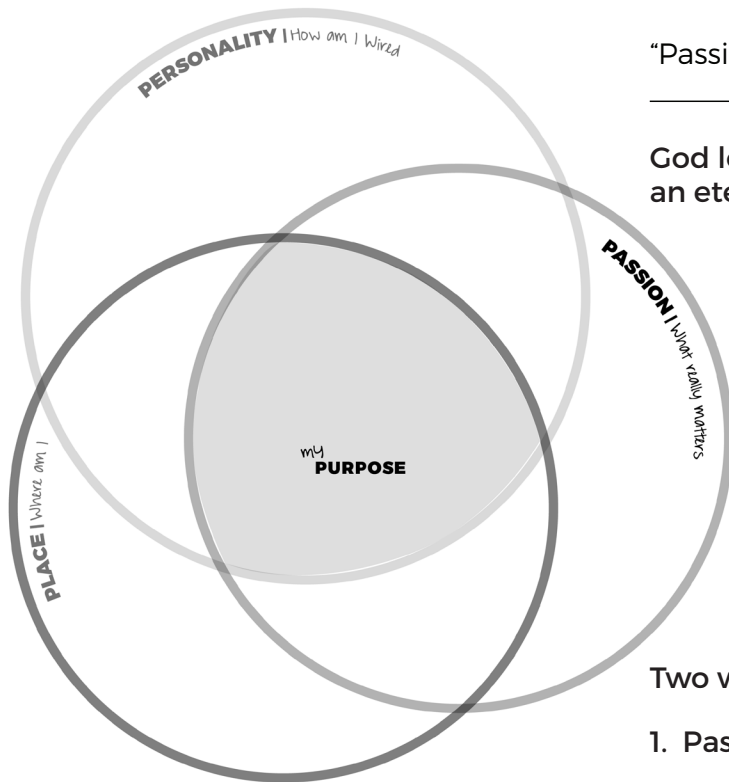 PERSONALITY | How am I Wired
PASSION | What really matters
PLACE | Where am I
my
PURPOSE
“Passi
God l
an ete
Two w
1. Pas